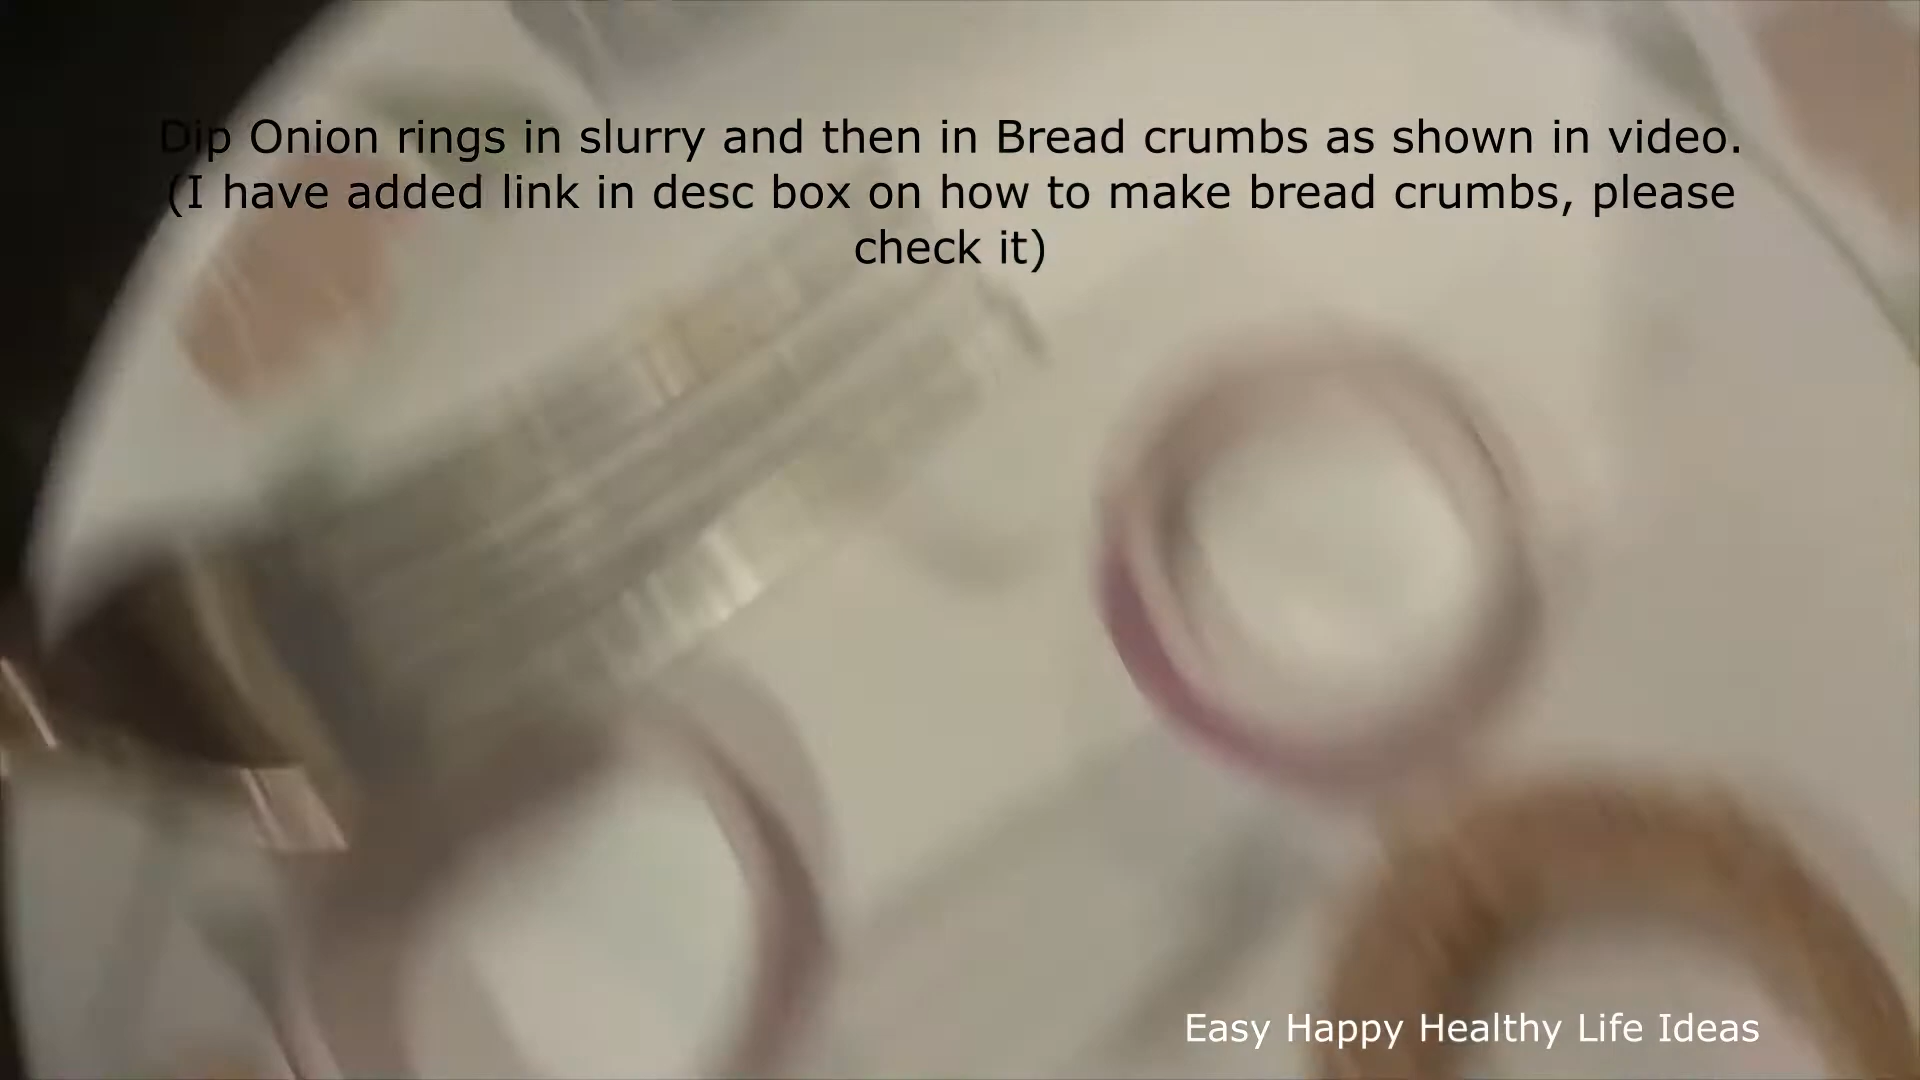 Dip Onion rings in slurry and then in Bread crumbs as shown in video.
(I have added link in desc box on how to make bread crumbs, please
check it)
Easy Happy Healthy Life Ideas